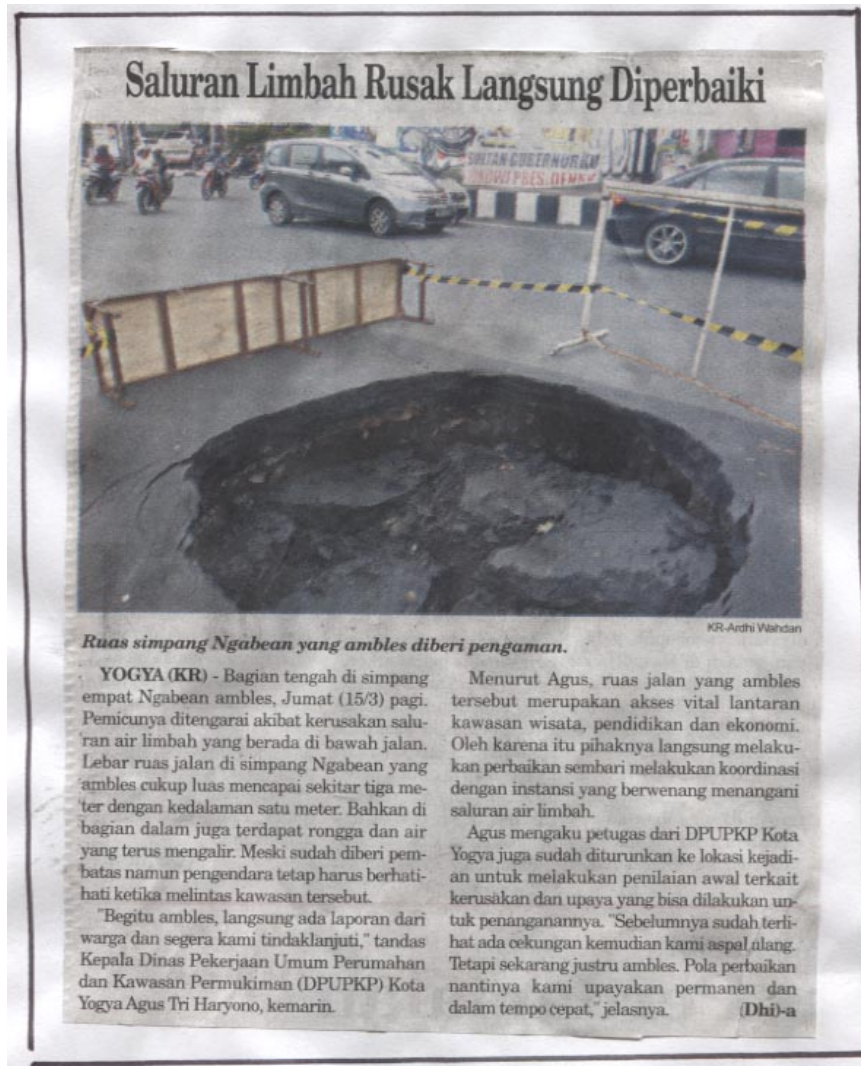 Saluran Limbah Rusak Langsung Diperbaiki
SULTAN GUBERNURKU
JOKOWI PRESIDENKU
KR-Ardhi Wahdan
Ruas simpang Ngabean yang ambles diberi pengaman.
YOGYA (KR) - Bagian tengah di simpang
empat Ngabean ambles, Jumat (15/3) pagi.
Pemicunya ditengarai akibat kerusakan salu-
ran air limbah yang berada di bawah jalan.
Lebar ruas jalan di simpang Ngabean yang
ambles cukup luas mencapai sekitar tiga me-
ter dengan kedalaman satu meter. Bahkan di
bagian dalam juga terdapat rongga dan air
yang terus mengalir. Meski sudah diberi pem-
batas namun pengendara tetap harus berhati-
hati ketika melintas kawasan tersebut.
"Begitu ambles, langsung ada laporan dari
warga dan segera kami tindaklanjuti," tandas
Kepala Dinas Pekerjaan Umum Perumahan
dan Kawasan Permukiman (DPUPKP) Kota
Yogya Agus Tri Haryono, kemarin.
Menurut Agus, ruas jalan yang ambles
tersebut merupakan akses vital lantaran
kawasan wisata, pendidikan dan ekonomi.
Oleh karena itu pihaknya langsung melaku-
kan perbaikan sembari melakukan koordinasi
dengan instansi yang berwenang menangani
saluran air limbah.
Agus mengaku petugas dari DPUPKP Kota
Yogya juga sudah diturunkan ke lokasi kejadi-
an untuk melakukan penilaian awal terkait
kerusakan dan upaya yang bisa dilakukan un-
tuk penanganannya. "Sebelumnya sudah terli-
hat ada cekungan kemudian kami aspal ulang.
Tetapi sekarang justru ambles. Pola perbaikan
nantinya kami upayakan permanen dan
dalam tempo cepat," jelasnya. (Dhi)-a